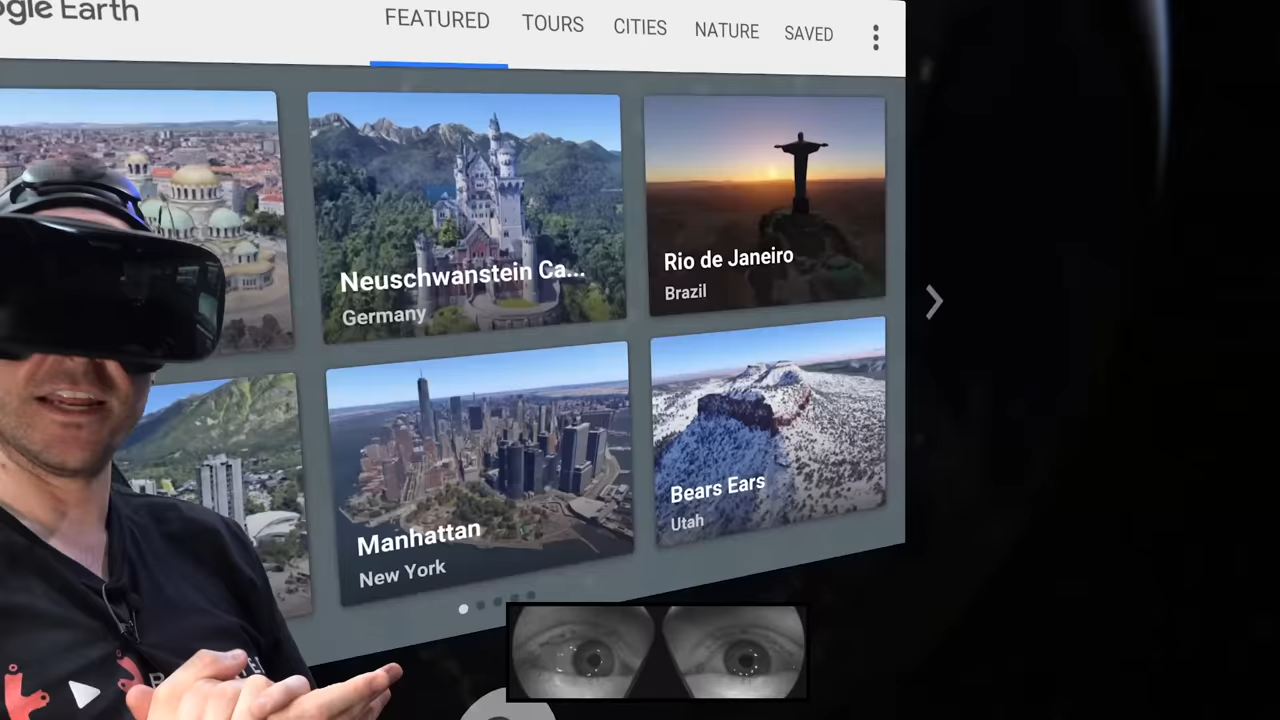 ogle Earth
FEATURED TOURS CITIES NATURE SAVED
Neuschwanstein Ca...
Germany
Rio de Janeiro
Brazil
Manhattan
New York
Bears Ears
Utah